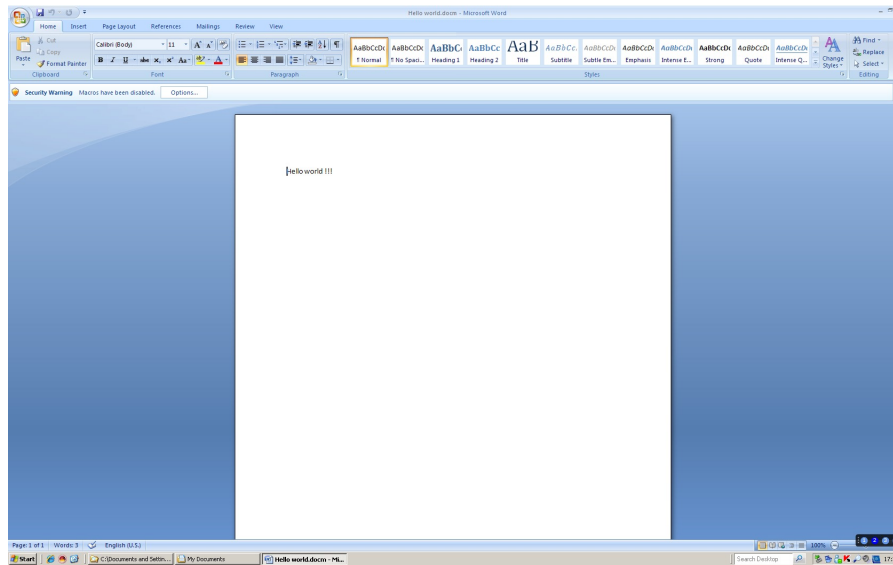 Hello world.docm - Microsoft Word
Home Insert Page Layout References Mailings Review View
Cut
Copy
Format Painter
Paste
Clipboard
Calibri (Body) 11
Font
Paragraph
AaBbCcDc AaBbCcDc AaBbC AaBbCc AaB AaBbCc. AaBbCcDc AaBbCcDc AaBbCcDc AaBbCcDc AaBbCcDc AaBbCcDc
¶ Normal ¶ No Spaci... Heading 1 Heading 2 Title Subtitle Subtle Em... Emphasis Intense E... Strong Quote Intense Q...
Change Styles
Styles
Find
Replace
Select
Editing
Security Warning Macros have been disabled. Options...
Hello world !!!
Page: 1 of 1 Words: 3 English (U.S.) 100%
Start C:\Documents and Settin... My Documents Hello world.docm - Mi... Search Desktop 17: